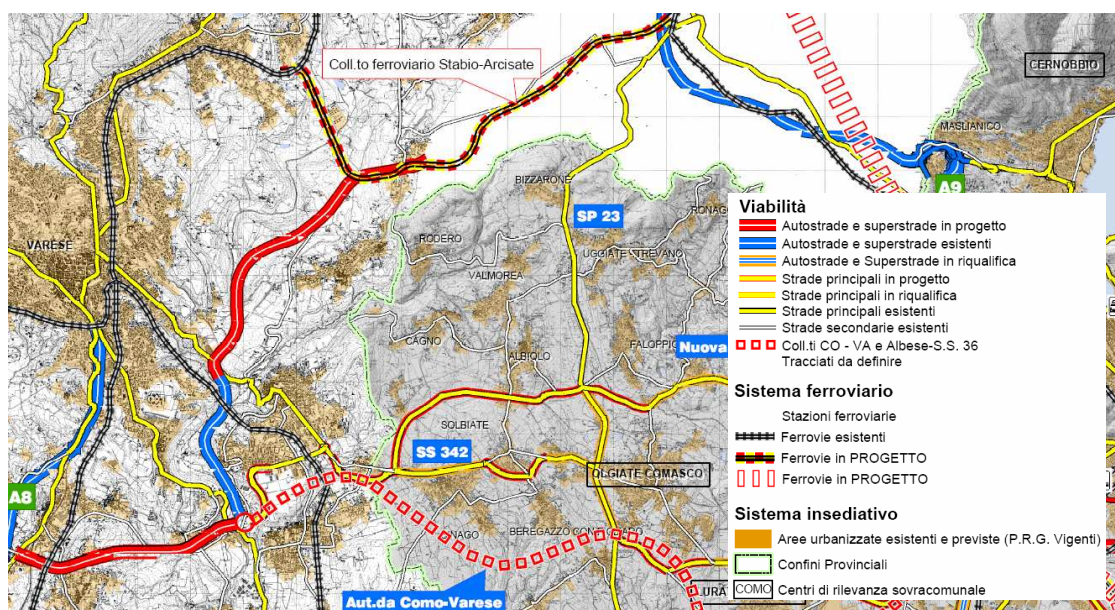 Coll.to ferroviario Stabio-Arcisate
CERNOBBIO
MASLIANICO
A9
BIZZARONE
SP 23
RONAGO
RODERO
UGGIATE TREVANO
VALMOREA
VARESE
CAGNO
ALBIOLO
FALOPPIO
Nuova
SOLBIATE
SS 342
OLGIATE COMASCO
A8
BEREGAZZO CON FIGLIARO
Aut.da Como-Varese
LURA
Viabilità
Autostrade e superstrade in progetto
Autostrade e superstrade esistenti
Autostrade e Superstrade in riqualifica
Strade principali in progetto
Strade principali in riqualifica
Strade principali esistenti
Strade secondarie esistenti
Coll.ti CO - VA e Albese-S.S. 36
Tracciati da definire
Sistema ferroviario
Stazioni ferroviarie
Ferrovie esistenti
Ferrovie in PROGETTO
Ferrovie in PROGETTO
Sistema insediativo
Aree urbanizzate esistenti e previste (P.R.G. Vigenti)
Confini Provinciali
COMO
Centri di rilevanza sovracomunale